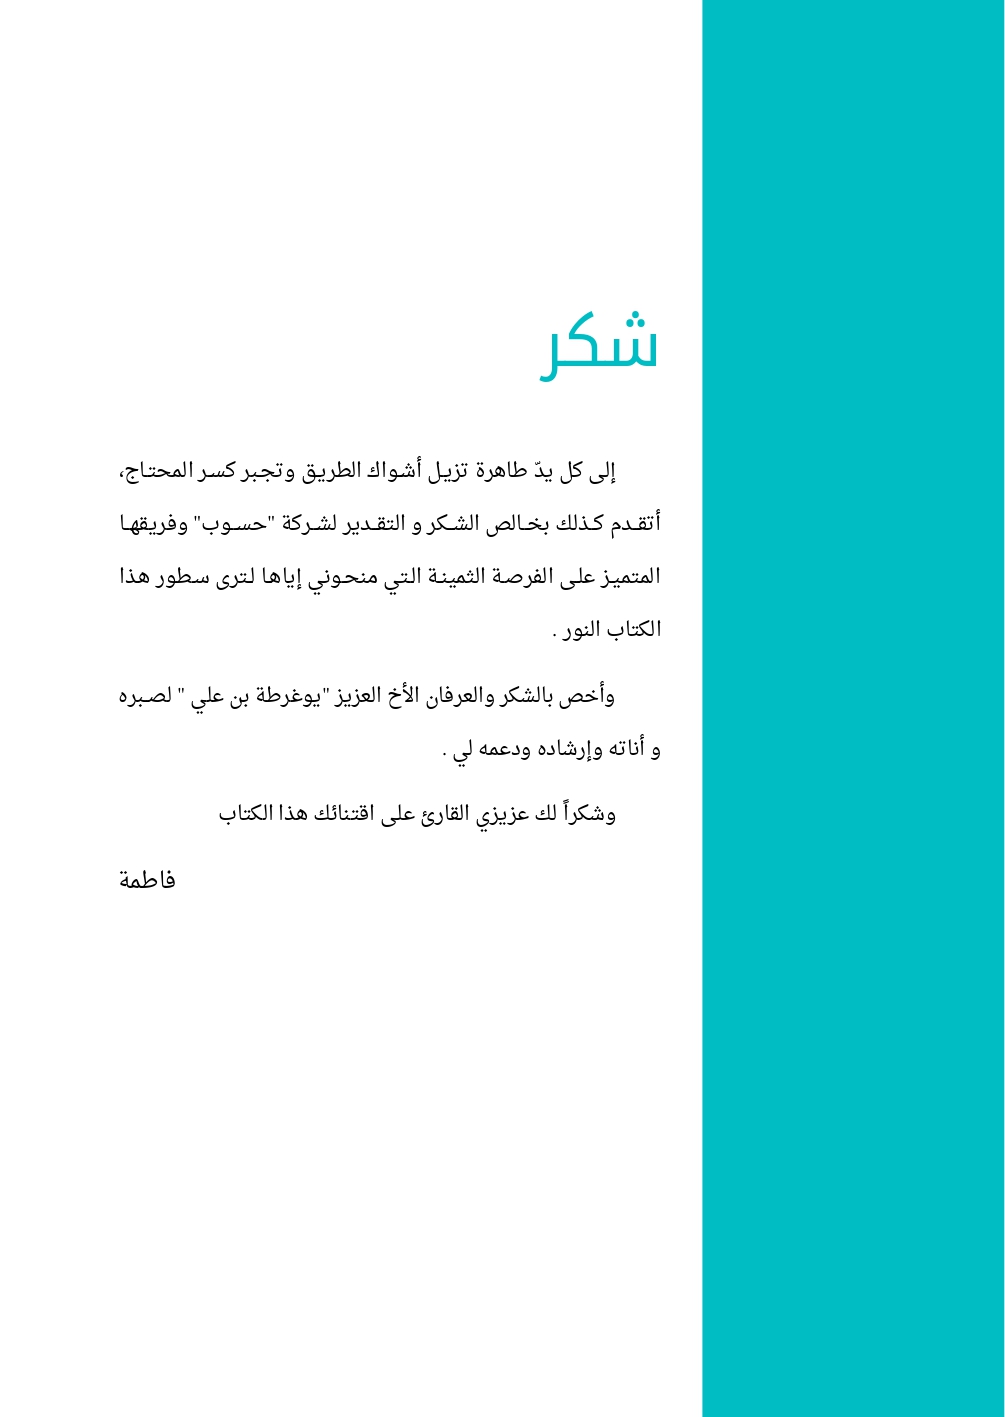 شكر
إلى كل يدّ طاهرة تزيل أشواك الطريق وتجبر كسر المحتاج،
أتقدم كذلك بخالص الشكر و التقدير لشركة "حسوب" وفريقها
المتميز على الفرصة الثمينة التي منحوني إياها لترى سطور هذا
الكتاب النور .
وأخص بالشكر والعرفان الأخ العزيز "يوغرطة بن علي " لصبره
و أناته وإرشاده ودعمه لي .
وشكراً لك عزيزي القارئ على اقتنائك هذا الكتاب
فاطمة